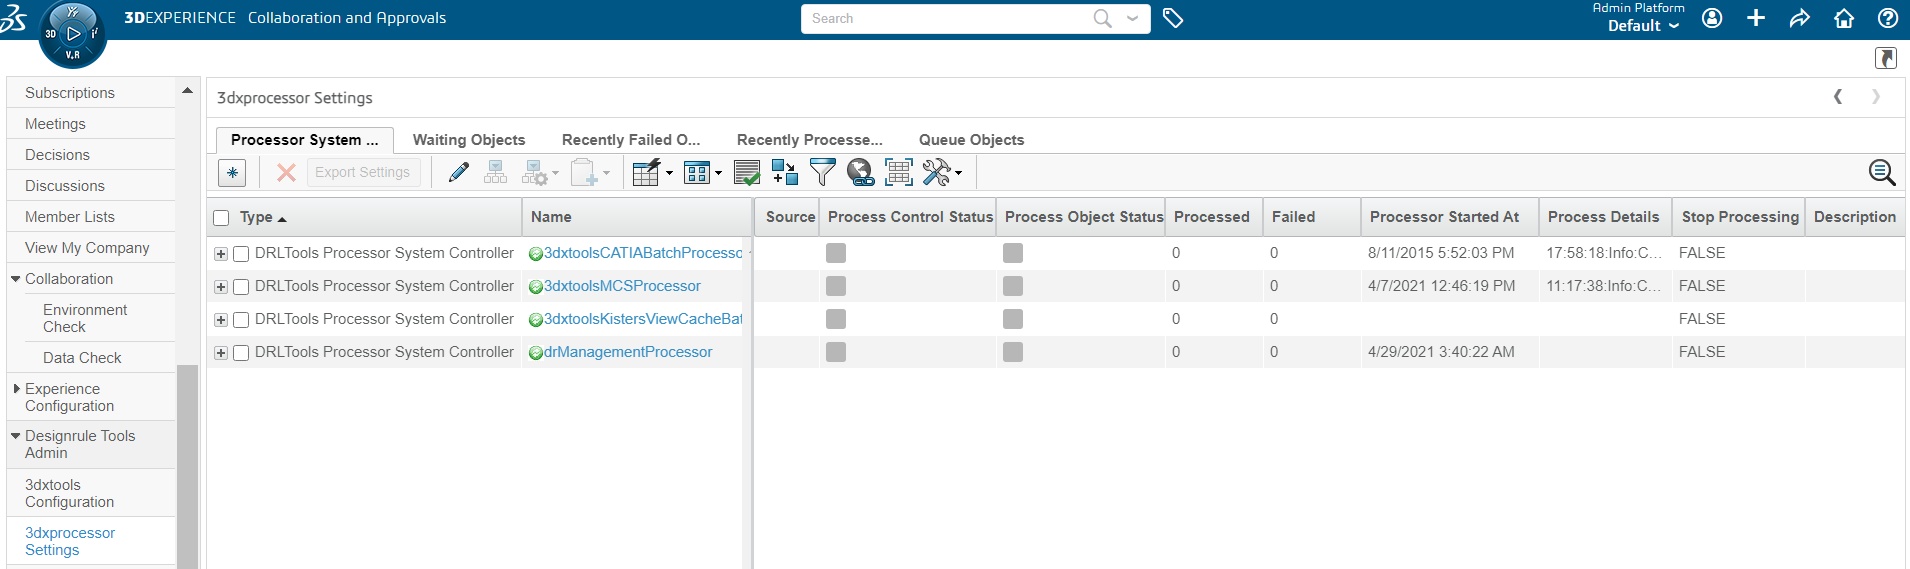 3DEXPERIENCE Collaboration and Approvals
Search
Admin Platform
Default
3D
V.R
Subscriptions
Meetings
Decisions
Discussions
Member Lists
View My Company
Collaboration
Environment
Check
Data Check
Experience
Configuration
Designrule Tools
Admin
3dxtools
Configuration
3dxprocessor
Settings
3dxprocessor Settings
Processor System ... Waiting Objects Recently Failed O... Recently Processe... Queue Objects
Export Settings
Type Name Source Process Control Status Process Object Status Processed Failed Processor Started At Process Details Stop Processing Description
DRLTools Processor System Controller 3dxtoolsCATIABatchProcesso 0 0 8/11/2015 5:52:03 PM 17:58:18:Info:C... FALSE
DRLTools Processor System Controller 3dxtoolsMCSProcessor 0 0 4/7/2021 12:46:19 PM 11:17:38:Info:C... FALSE
DRLTools Processor System Controller 3dxtoolsKistersViewCacheBat 0 0 FALSE
DRLTools Processor System Controller drManagementProcessor 0 0 4/29/2021 3:40:22 AM FALSE